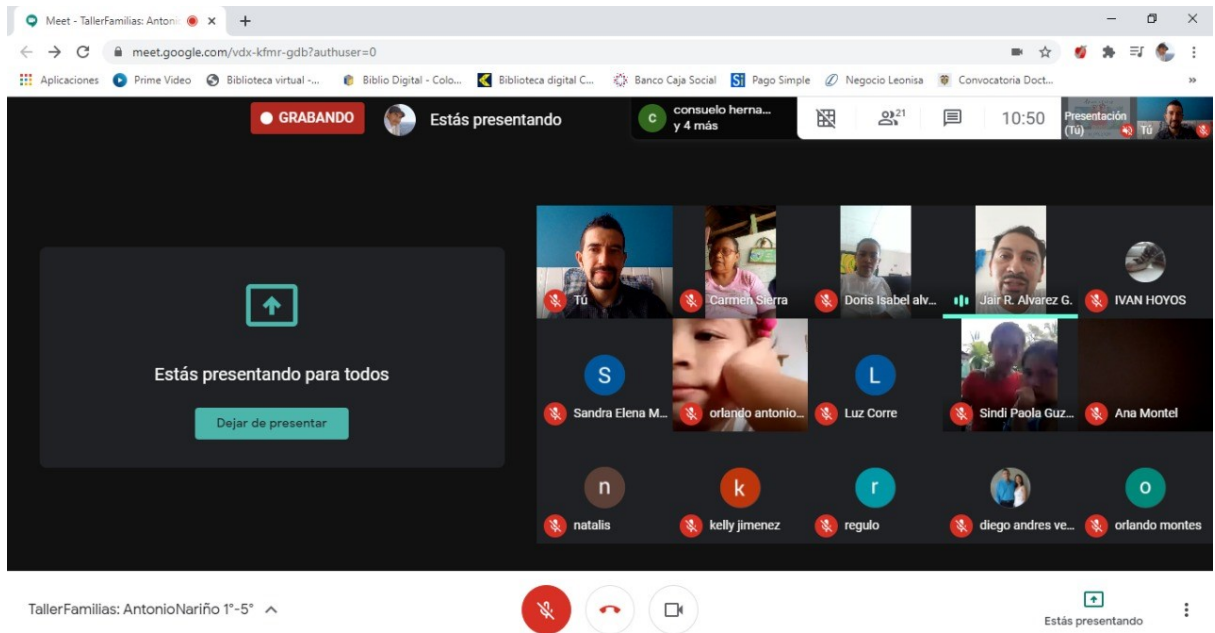 Meet - TallerFamilias: Antoni
meet.google.com/vdx-kfmr-gdb?authuser=0
Aplicaciones Prime Video Biblioteca virtual -... Biblio Digital - Colo... Biblioteca digital C... Banco Caja Social Si Pago Simple Negocio Leonisa Convocatoria Doct...
GRABANDO Estás presentando
C consuelo herna...
y 4 más
21
10:50
Presentación
(Tú)
Tú
Estás presentando para todos
Dejar de presentar
Tú Carmen Sierra Doris Isabel alv... Jair R. Alvarez G. IVAN HOYOS
S L
Sandra Elena M... orlando antonio... Luz Corre Sindi Paola Guz... Ana Montel
n k r o
natalis kelly jimenez regulo diego andres ve... orlando montes
TallerFamilias: AntonioNariño 1°-5°
Estás presentando